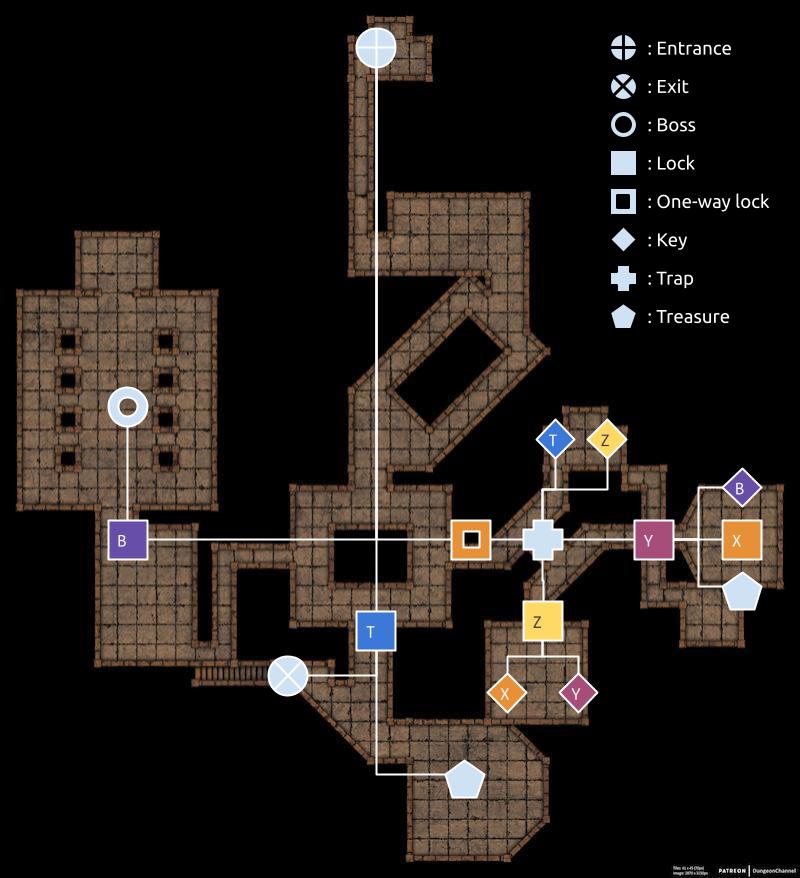 : Entrance
: Exit
: Boss
: Lock
: One-way lock
: Key
: Trap
: Treasure
T
Z
B
B
Y
X
Z
T
X
Y
PATREON | DungeonChannel